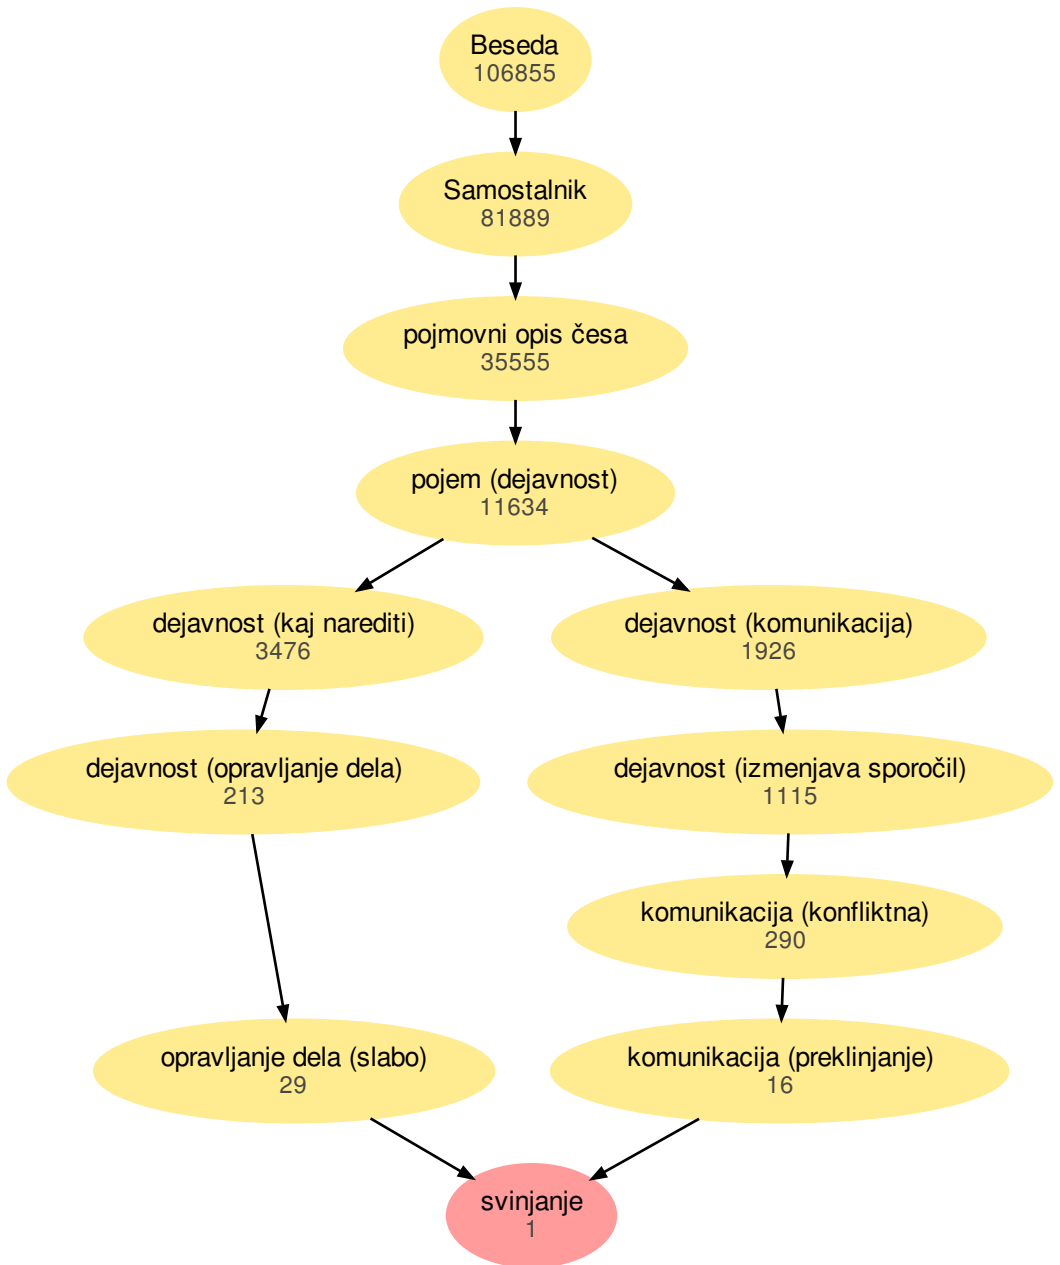 Beseda
106855
Samostalnik
81889
pojmovni opis česa
35555
pojem (dejavnost)
11634
dejavnost (kaj narediti)
3476
dejavnost (komunikacija)
1926
dejavnost (opravljanje dela)
213
dejavnost (izmenjava sporočil)
1115
komunikacija (konfliktna)
290
opravljanje dela (slabo)
29
komunikacija (preklinjanje)
16
svinjanje
1